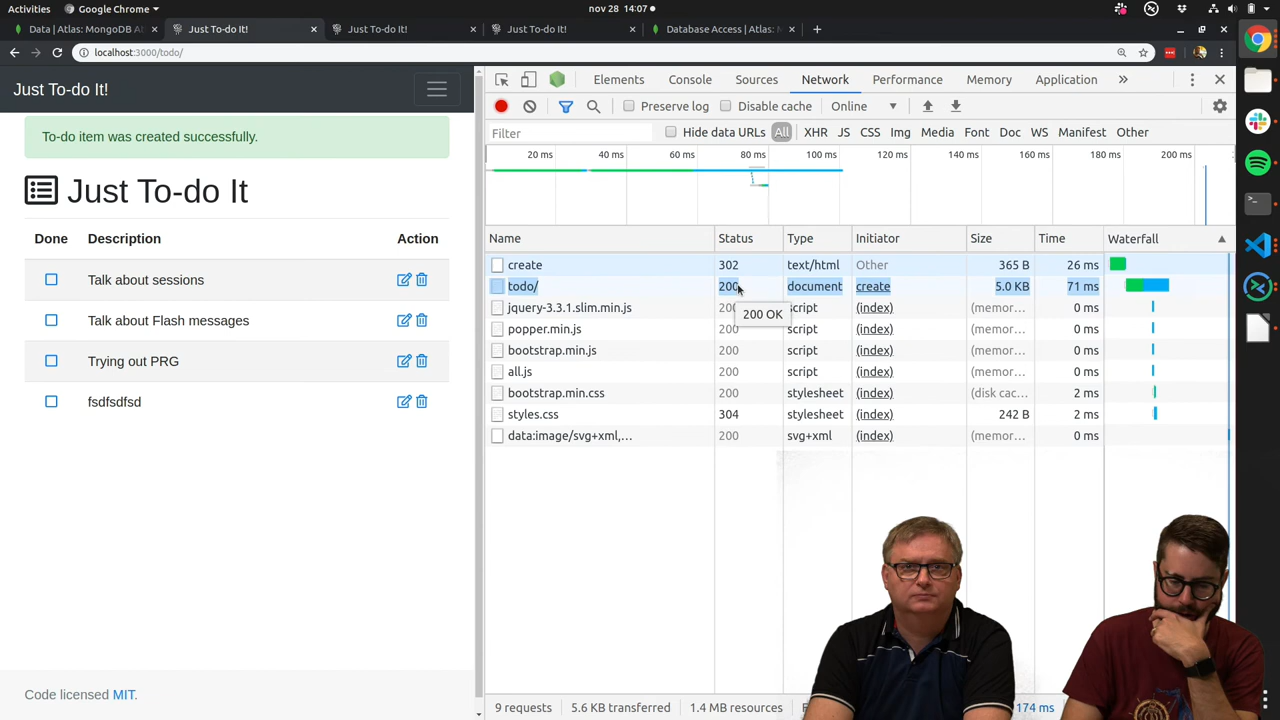 Activities Google Chrome nov 28 14:07
Data | Atlas: MongoDB At Just To-do It! Just To-do It! Just To-do It! Database Access | Atlas: M
localhost:3000/todo/
Just To-do It!
To-do item was created successfully.
Just To-do It
Done Description Action
Talk about sessions
Talk about Flash messages
Trying out PRG
fsdfsdfsd
Code licensed MIT.
Elements Console Sources Network Performance Memory Application
Preserve log Disable cache Online
Filter Hide data URLs All XHR JS CSS Img Media Font Doc WS Manifest Other
20 ms 40 ms 60 ms 80 ms 100 ms 120 ms 140 ms 160 ms 180 ms 200 ms
Name Status Type Initiator Size Time Waterfall
create 302 text/html Other 365 B 26 ms
todo/ 200 document create 5.0 KB 71 ms
jquery-3.3.1.slim.min.js 200 script (index) (memor… 0 ms
200 OK
popper.min.js script (index) (memor… 0 ms
bootstrap.min.js 200 script (index) (memor… 0 ms
all.js 200 script (index) (memor… 0 ms
bootstrap.min.css 200 stylesheet (index) (disk cac… 2 ms
styles.css 304 stylesheet (index) 242 B 2 ms
data:image/svg+xml,… 200 svg+xml (index) (memor… 0 ms
9 requests 5.6 KB transferred 1.4 MB resources 174 ms